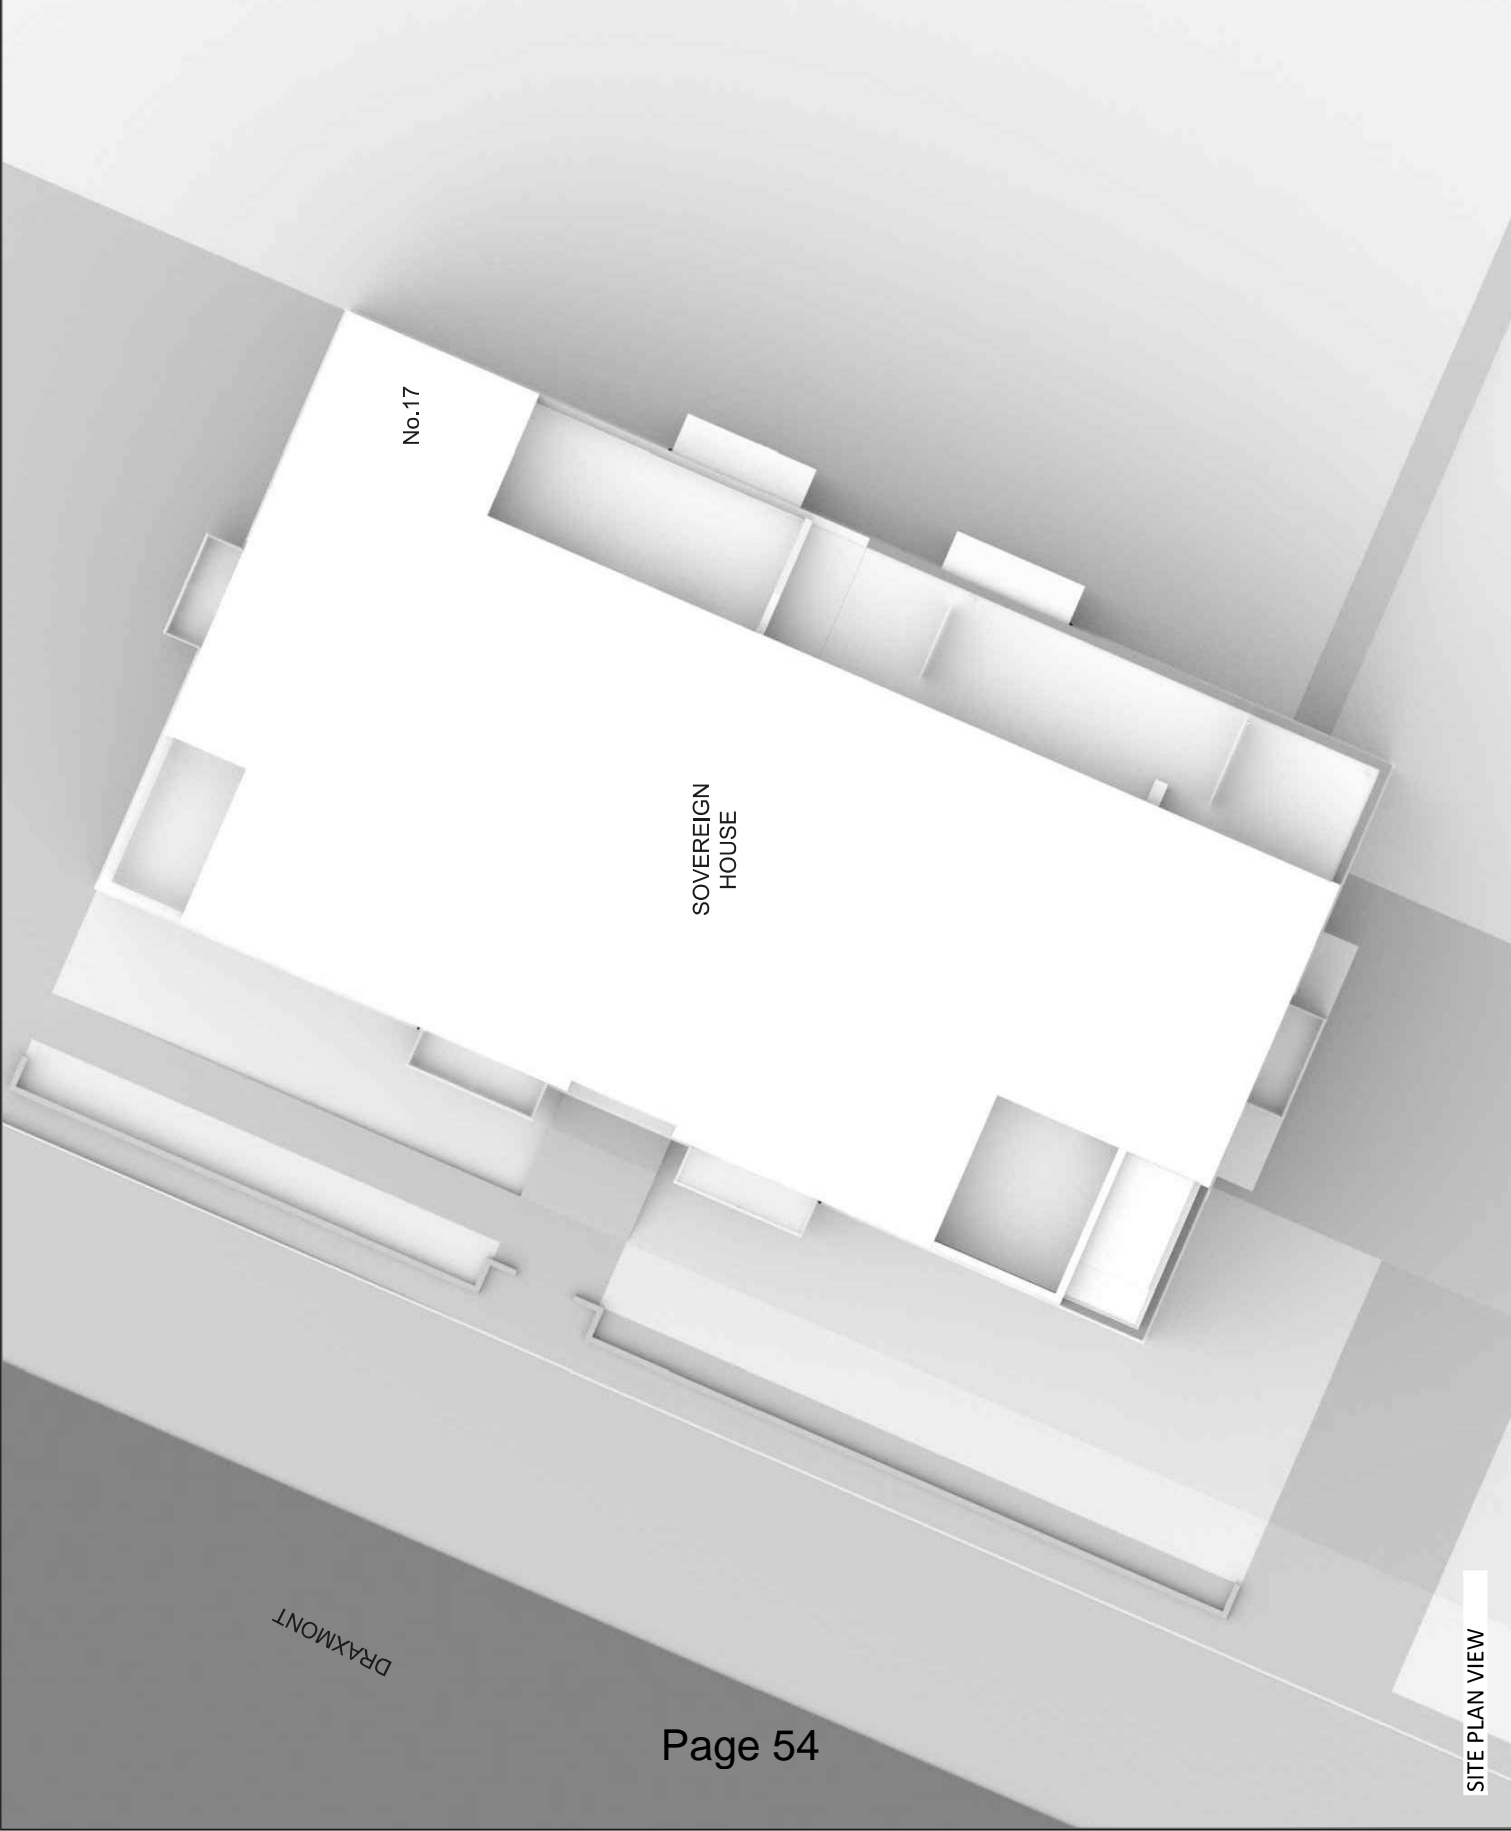 No.17
SOVEREIGN
HOUSE
DRAXMONT
Page 54
SITE PLAN VIEW